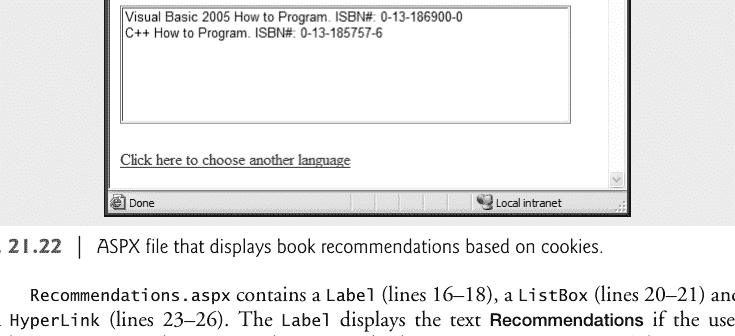 Visual Basic 2005 How to Program. ISBN#: 0-13-186900-0
C++ How to Program. ISBN#: 0-13-185757-6
Click here to choose another language
Done
Local intranet
21.22 | ASPX file that displays book recommendations based on cookies.
Recommendations.aspx contains a Label (lines 16–18), a ListBox (lines 20–21) and
HyperLink (lines 23–26). The Label displays the text Recommendations if the use